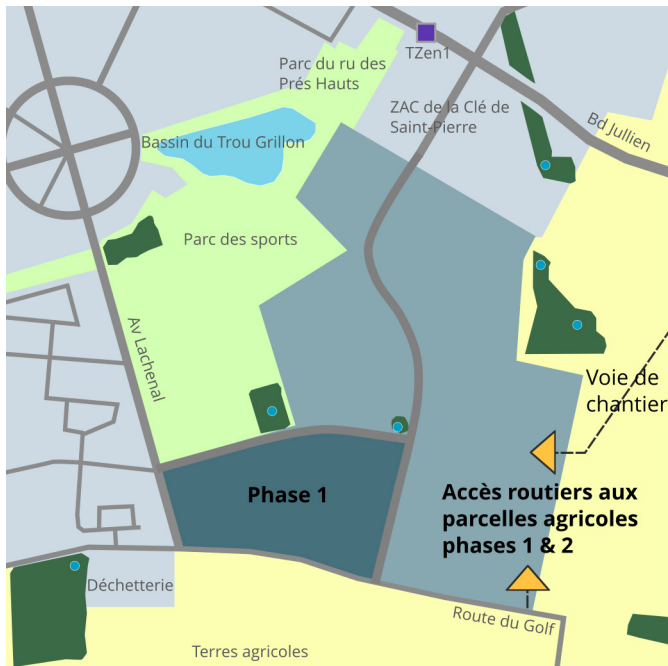 TZen1
Parc du ru des
Prés Hauts
ZAC de la Clé de
Saint-Pierre
Bd Jullien
Bassin du Trou Grillon
Parc des sports
Av Lachenal
Voie de
chantier
Phase 1
Accès routiers aux
parcelles agricoles
phases 1 & 2
Déchetterie
Route du Golf
Terres agricoles